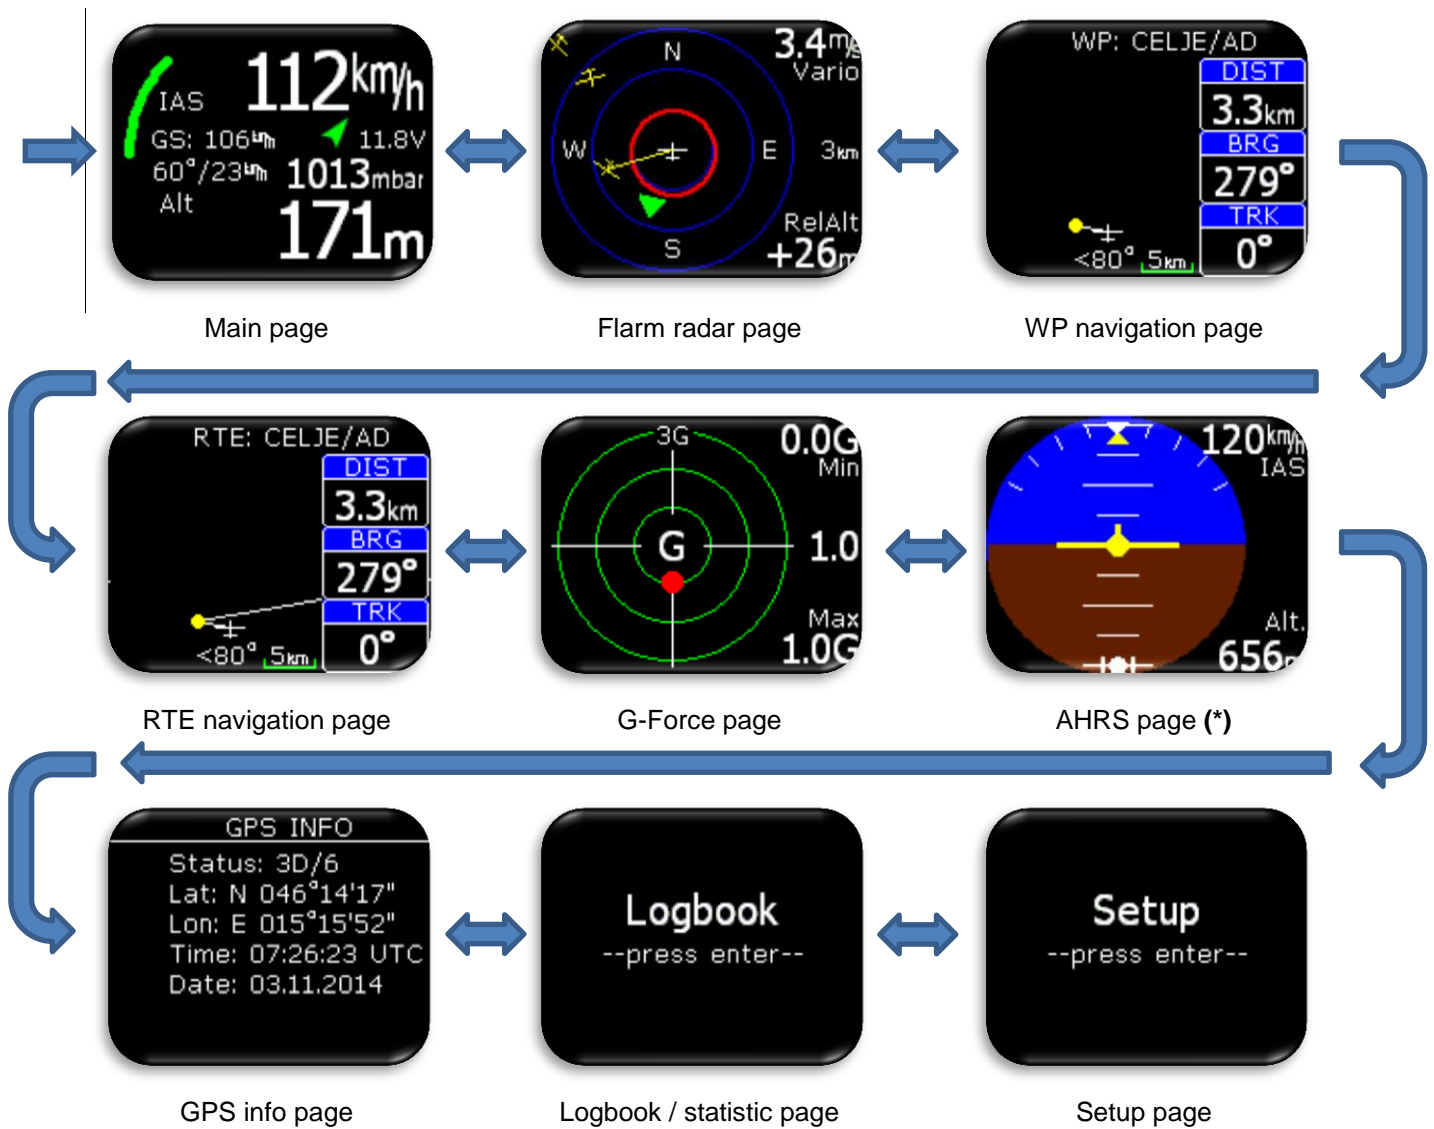 IAS 112km/h
GS: 106km/h 11.8V
60°/23km/h 1013mbar
Alt 171m
Main page
N
W E
S
3.4m/s
Vario
3km
RelAlt
+26m
Flarm radar page
WP: CELJE/AD
DIST
3.3km
BRG
279°
TRK
0°
<80° 5km
WP navigation page
RTE: CELJE/AD
DIST
3.3km
BRG
279°
TRK
0°
<80° 5km
RTE navigation page
3G
G
0.0G
Min
1.0
Max
1.0G
G-Force page
120km/h
IAS
Alt.
656m
AHRS page (*)
GPS INFO
Status: 3D/6
Lat: N 046°14'17"
Lon: E 015°15'52"
Time: 07:26:23 UTC
Date: 03.11.2014
GPS info page
Logbook
--press enter--
Logbook / statistic page
Setup
--press enter--
Setup page